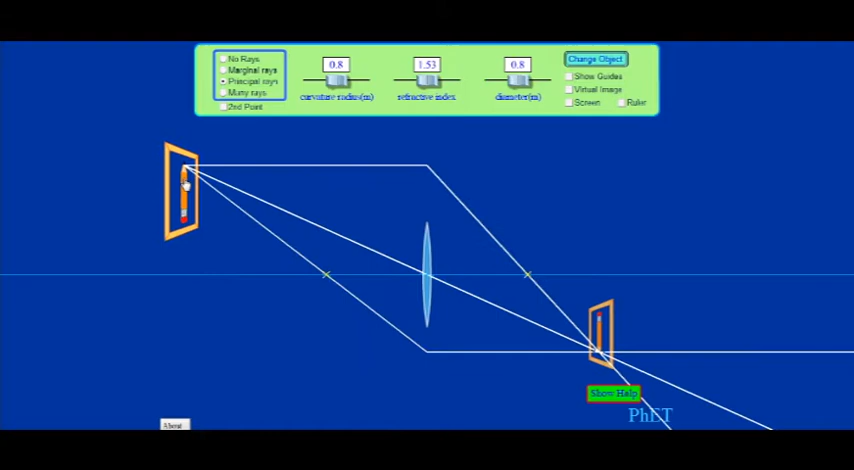 No Rays
Marginal rays
Principal rays
Many rays
2nd Point
0.8
curvature radius(m)
1.53
refractive index
0.8
diameter(m)
Change Object
Show Guides
Virtual Image
Screen
Ruler
Show Help
PhET
About